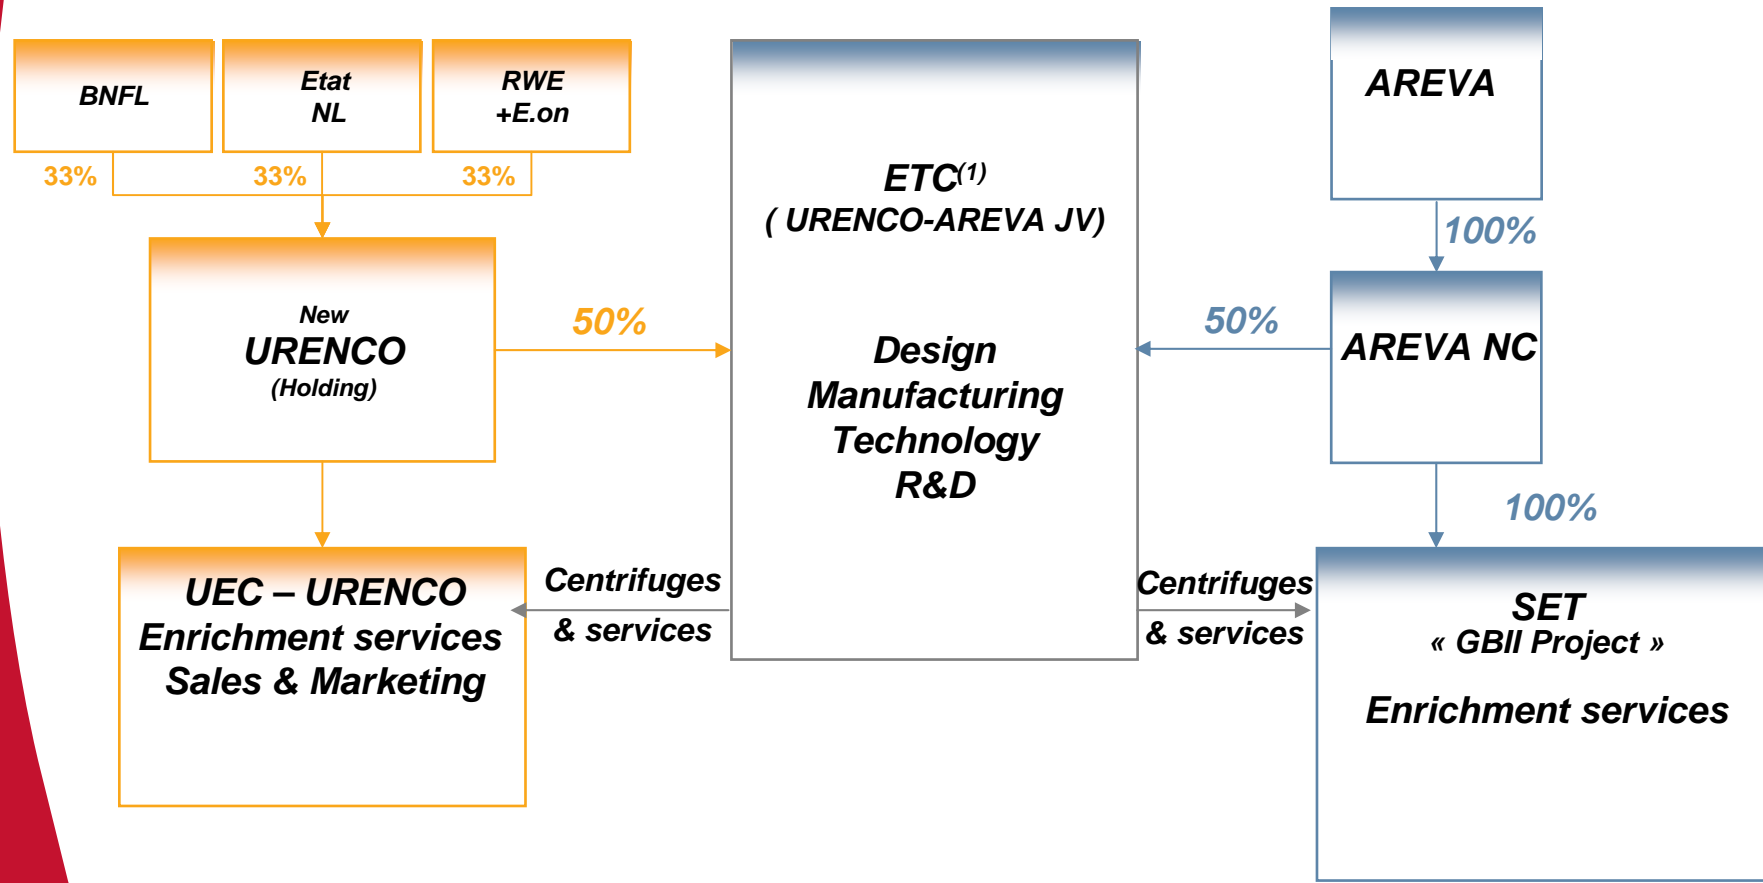 BNFL
Etat
NL
RWE
+E.on
33%
33%
33%
New
URENCO
(Holding)
50%
UEC – URENCO
Enrichment services
Sales & Marketing
Centrifuges
& services
ETC(1)
( URENCO-AREVA JV)
Design
Manufacturing
Technology
R&D
AREVA
100%
50%
AREVA NC
100%
Centrifuges
& services
SET
« GBII Project »
Enrichment services